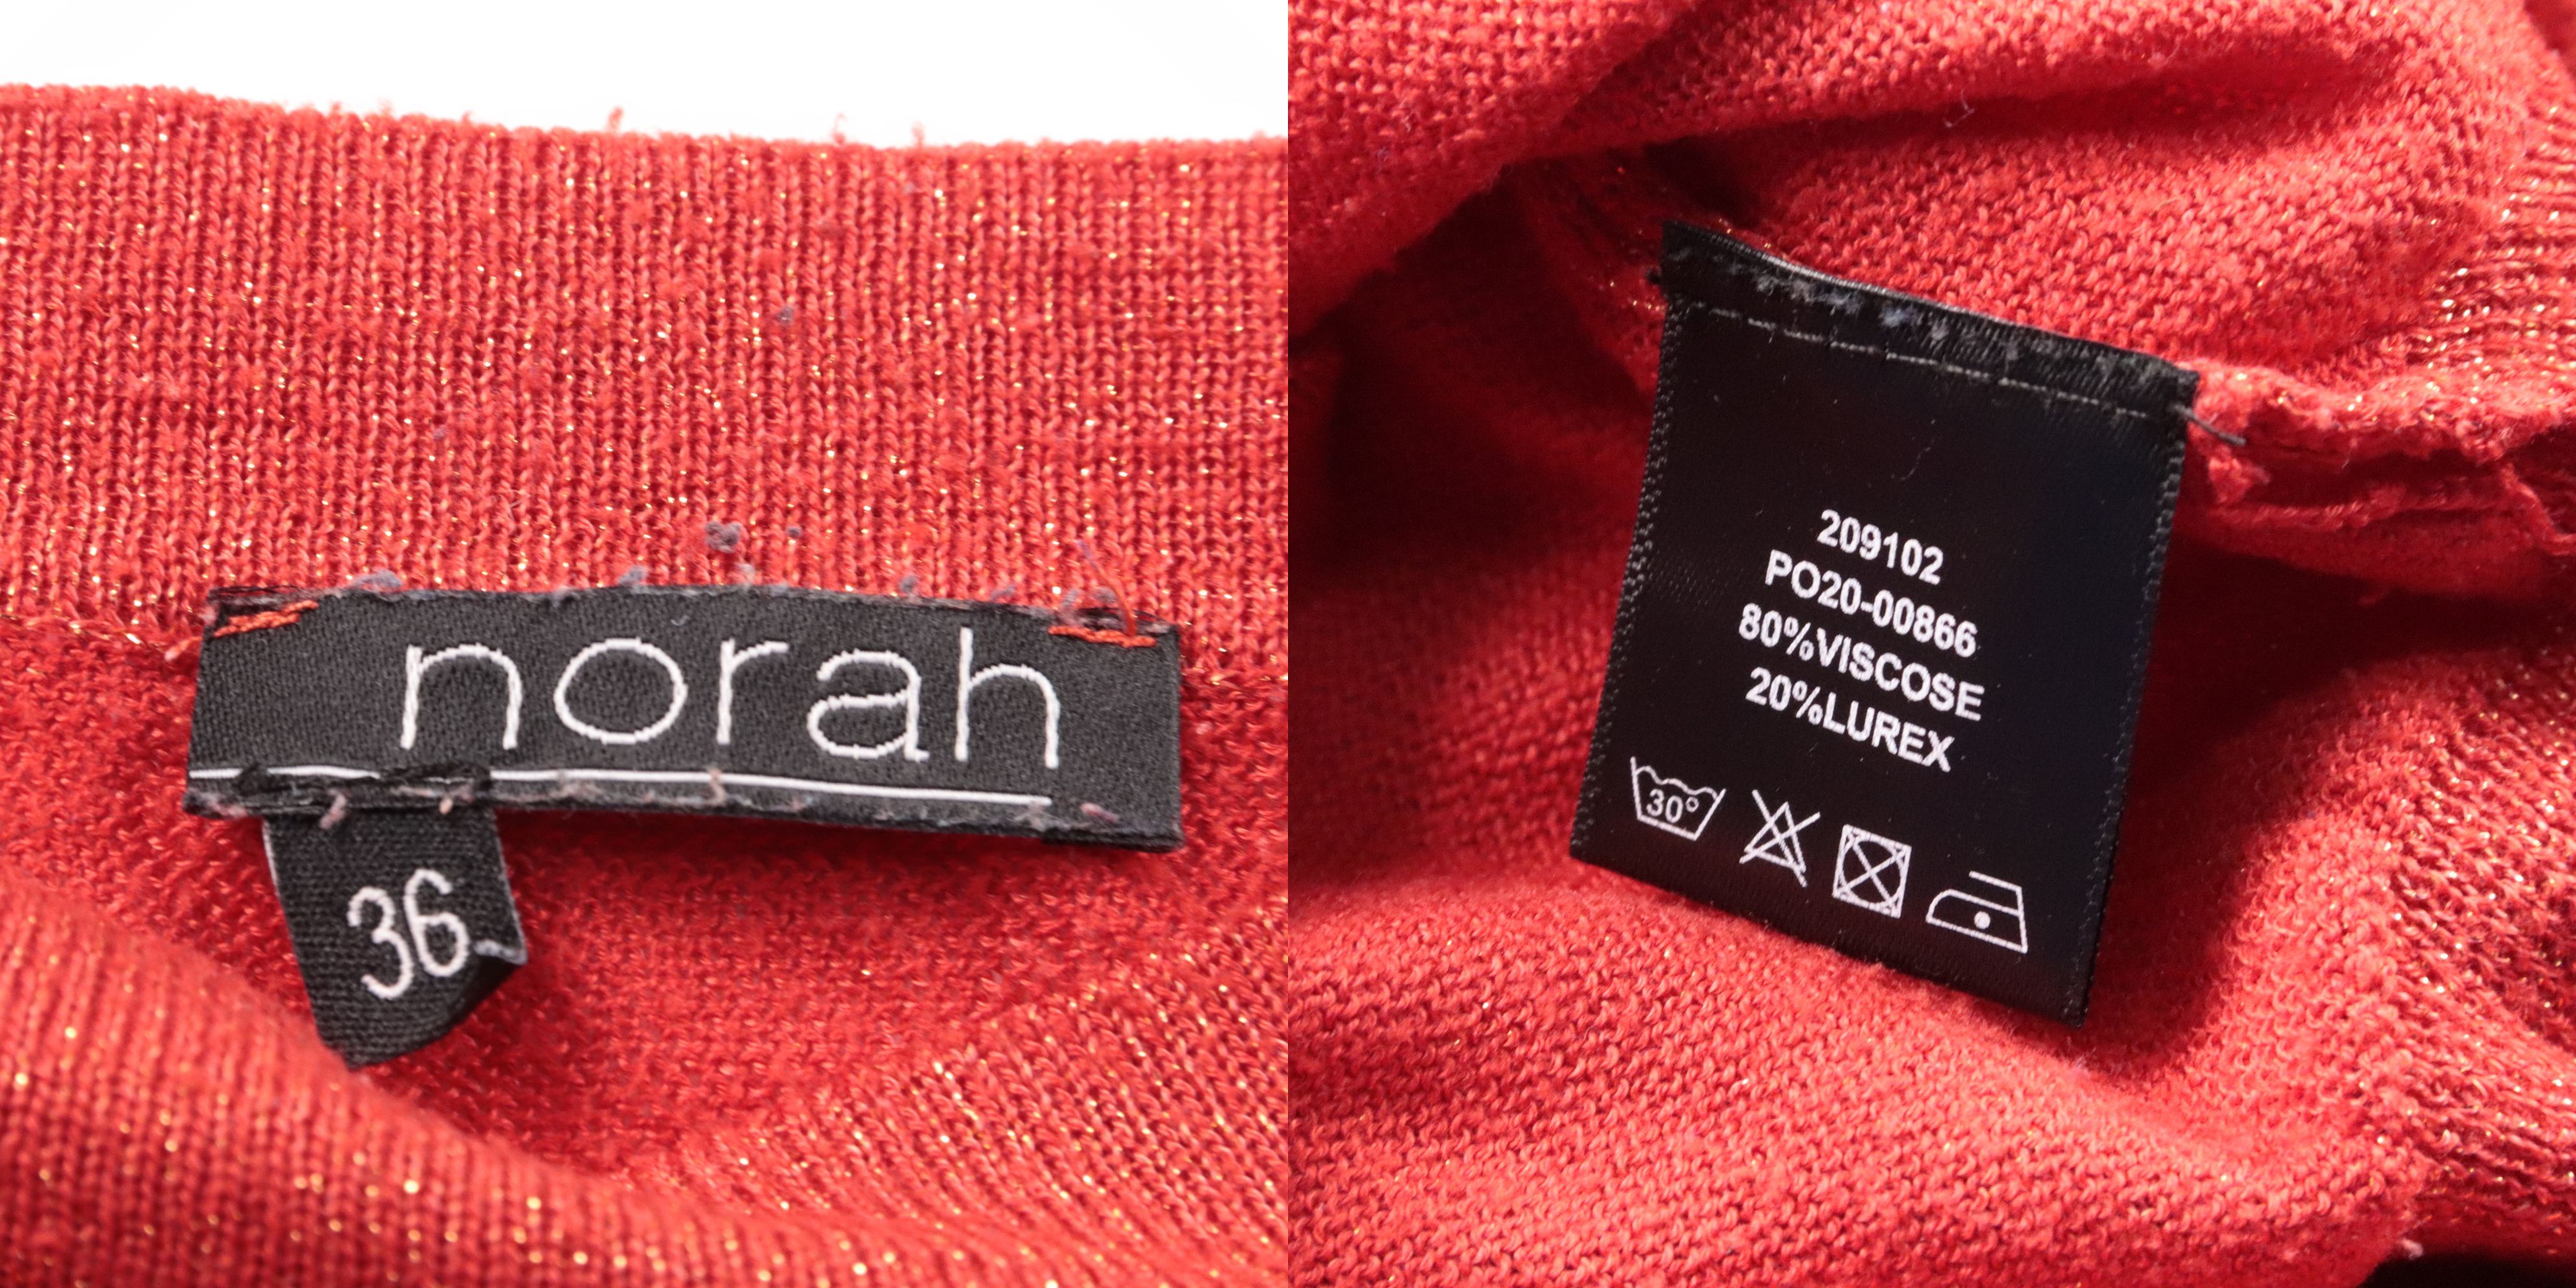 norah
36
209102
PO20-00866
80%VISCOSE
20%LUREX
30°